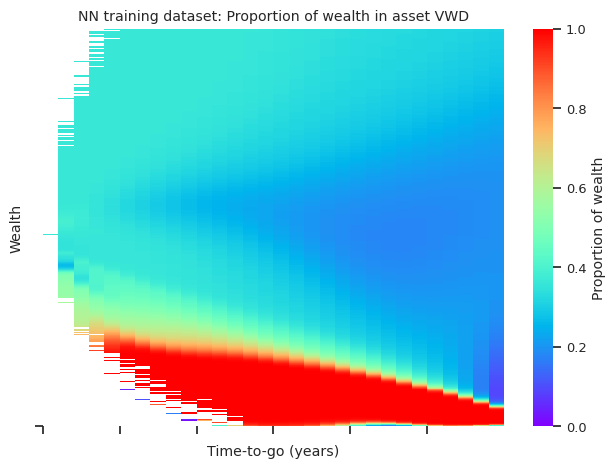 NN training dataset: Proportion of wealth in asset VWD
Wealth
Time-to-go (years)
1.0
0.8
0.6
0.4
0.2
0.0
Proportion of wealth